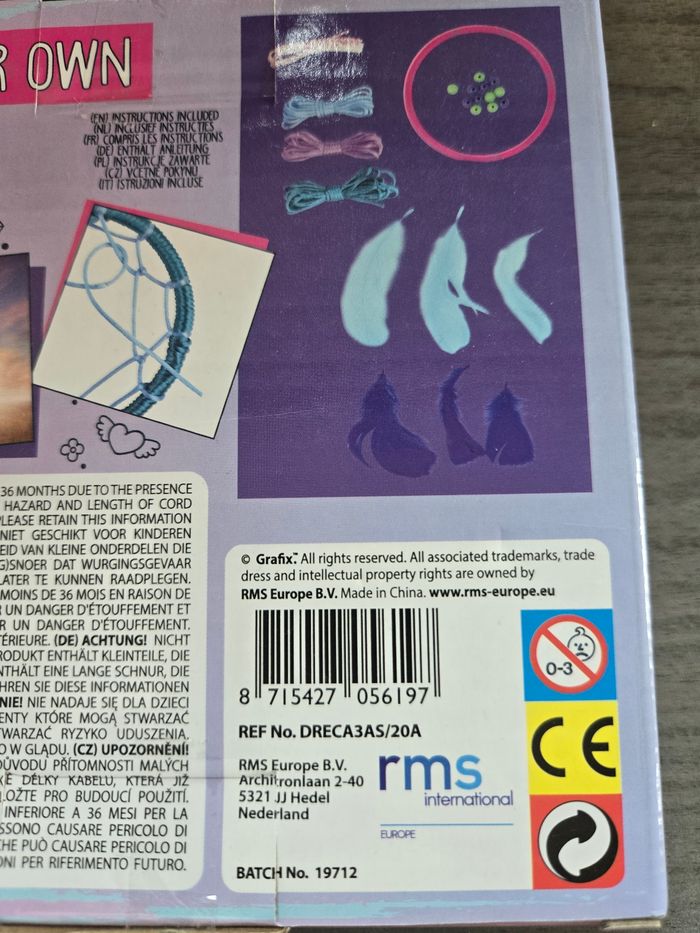 R OWN
(EN) INSTRUCTIONS INCLUDED
(NL) INCLUSIEF INSTRUCTIES
(FR) COMPRIS LES INSTRUCTIONS
(DE) ENTHÄLT ANLEITUNG
(PL) INSTRUKCJE ZAWARTE
(CZ) VČETNĚ POKYNŮ
(IT) ISTRUZIONI INCLUSE
36 MONTHS DUE TO THE PRESENCE
HAZARD AND LENGTH OF CORD
PLEASE RETAIN THIS INFORMATION
NIET GESCHIKT VOOR KINDEREN
EID VAN KLEINE ONDERDELEN DIE
G)SNOER DAT WURGINGSGEVAAR
LATER TE KUNNEN RAADPLEGEN.
MOINS DE 36 MOIS EN RAISON DE
R UN DANGER D'ÉTOUFFEMENT ET
R UN DANGER D'ÉTOUFFEMENT.
TÉRIEURE. (DE) ACHTUNG! NICHT
RODUKT ENTHÄLT KLEINTEILE, DIE
NTHÄLT EINE LANGE SCHNUR, DIE
HREN SIE DIESE INFORMATIONEN
NIE! NIE NADAJE SIĘ DLA DZIECI
ENTY KTÓRE MOGĄ STWARZAĆ
TWARZAĆ RYZYKO UDUSZENIA.
O W GLĄDU. (CZ) UPOZORNĚNÍ!
DŮVODU PŘÍTOMNOSTI MALÝCH
DÉLKY KABELU, KTERÁ JIŽ
LOŽTE PRO BUDOUCÍ POUŽITÍ.
INFERIORE A 36 MESI PER LA
SSONO CAUSARE PERICOLO DI
CHE PUÒ CAUSARE PERICOLO DI
ONI PER RIFERIMENTO FUTURO.
© Grafix.™ All rights reserved. All associated trademarks, trade
dress and intellectual property rights are owned by
RMS Europe B.V. Made in China. www.rms-europe.eu
8 715427 056197
REF No. DRECA3AS/20A
RMS Europe B.V.
Architronlaan 2-40
5321 JJ Hedel
Nederland
rms
international
EUROPE
BATCH No. 19712
0-3
CE